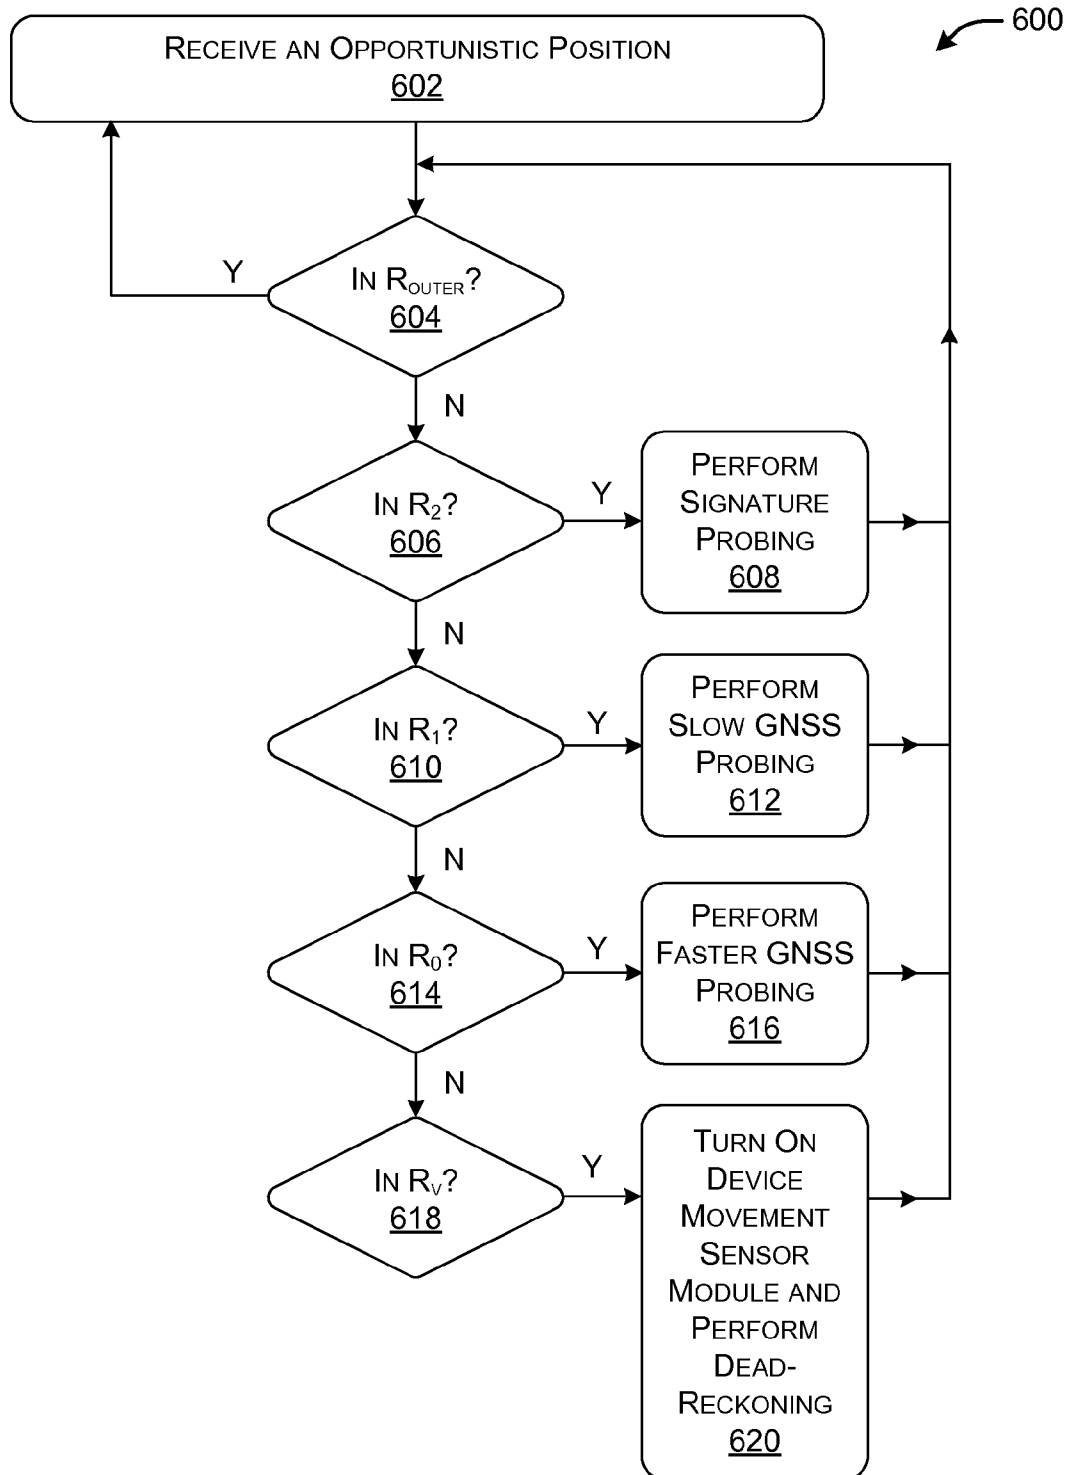 600
RECEIVE AN OPPORTUNISTIC POSITION
602
IN ROUTER?
604
Y
N
IN R2?
606
Y
PERFORM
SIGNATURE
PROBING
608
N
IN R1?
610
Y
PERFORM
SLOW GNSS
PROBING
612
N
IN R0?
614
Y
PERFORM
FASTER GNSS
PROBING
616
N
IN RV?
618
Y
TURN ON
DEVICE
MOVEMENT
SENSOR
MODULE AND
PERFORM
DEAD-
RECKONING
620